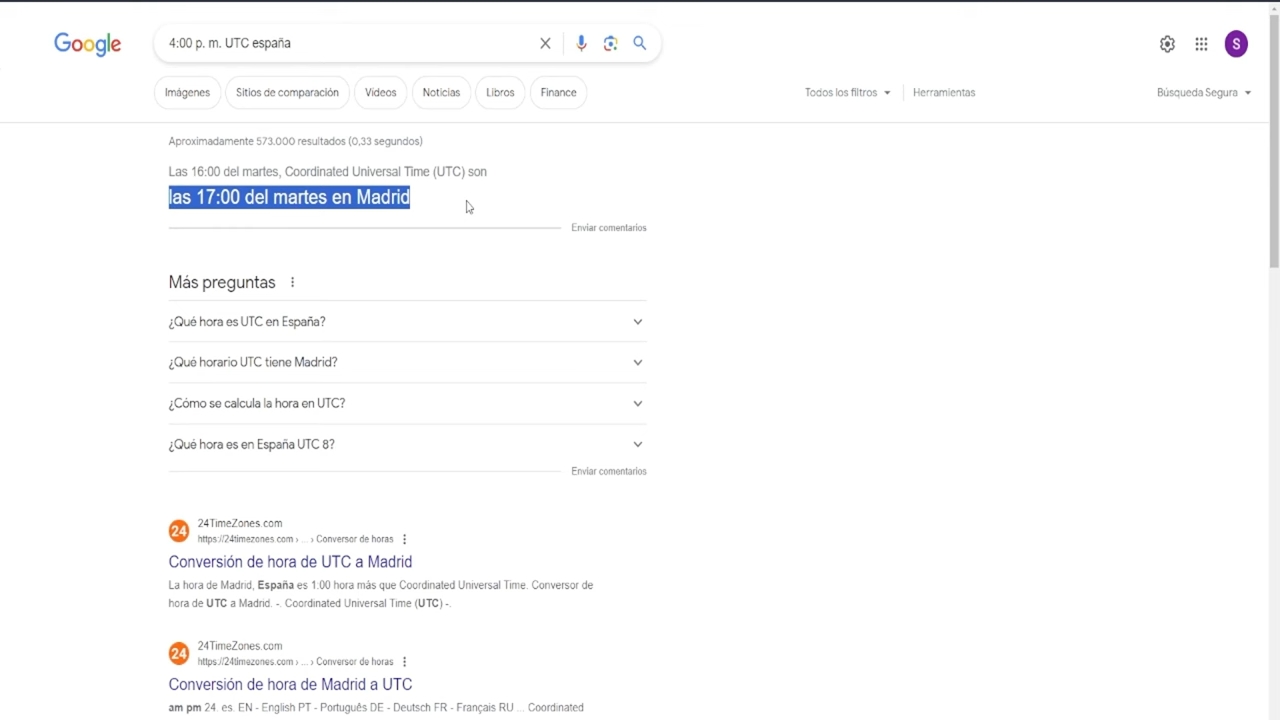 Google
4:00 p. m. UTC españa
S
Imágenes
Sitios de comparación
Vídeos
Noticias
Libros
Finance
Todos los filtros
Herramientas
Búsqueda Segura
Aproximadamente 573.000 resultados (0,33 segundos)
Las 16:00 del martes, Coordinated Universal Time (UTC) son
las 17:00 del martes en Madrid
Enviar comentarios
Más preguntas
¿Qué hora es UTC en España?
¿Qué horario UTC tiene Madrid?
¿Cómo se calcula la hora en UTC?
¿Qué hora es en España UTC 8?
Enviar comentarios
24
24TimeZones.com
https://24timezones.com › ... › Conversor de horas
Conversión de hora de UTC a Madrid
La hora de Madrid, España es 1:00 hora más que Coordinated Universal Time. Conversor de
hora de UTC a Madrid. -. Coordinated Universal Time (UTC) -.
24
24TimeZones.com
https://24timezones.com › ... › Conversor de horas
Conversión de hora de Madrid a UTC
am pm 24. es. EN - English PT - Português DE - Deutsch FR - Français RU ... Coordinated